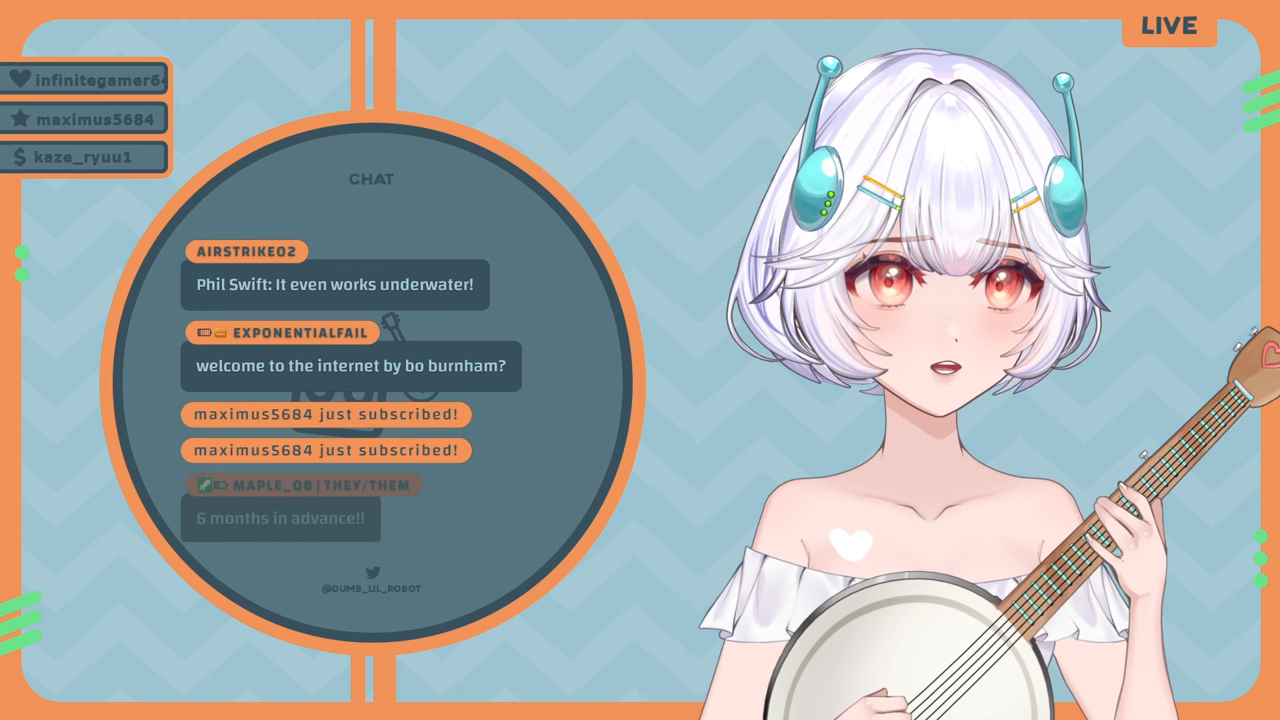 LIVE
infinitegamer64
maximus5684
$ kaze_ryuu1
CHAT
AIRSTRIKE02
Phil Swift: It even works underwater!
EXPONENTIALFAIL
welcome to the internet by bo burnham?
maximus5684 just subscribed!
maximus5684 just subscribed!
MAPLE_QB|THEY/THEM
6 months in advance!!
@DUMB_LIL_ROBOT